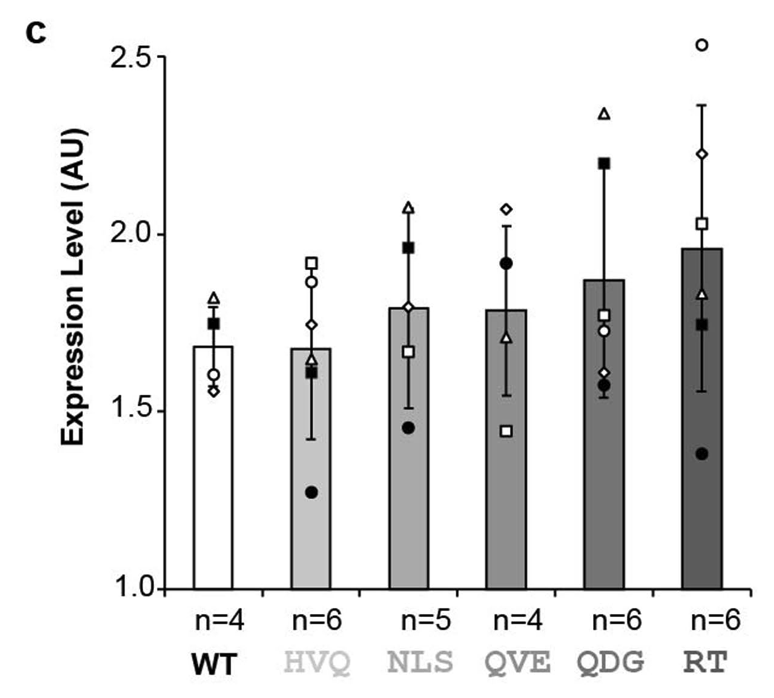 c
Expression Level (AU)
2.5
2.0
1.5
1.0
n=4 n=6 n=5 n=4 n=6 n=6
WT HVQ NLS QVE QDG RT